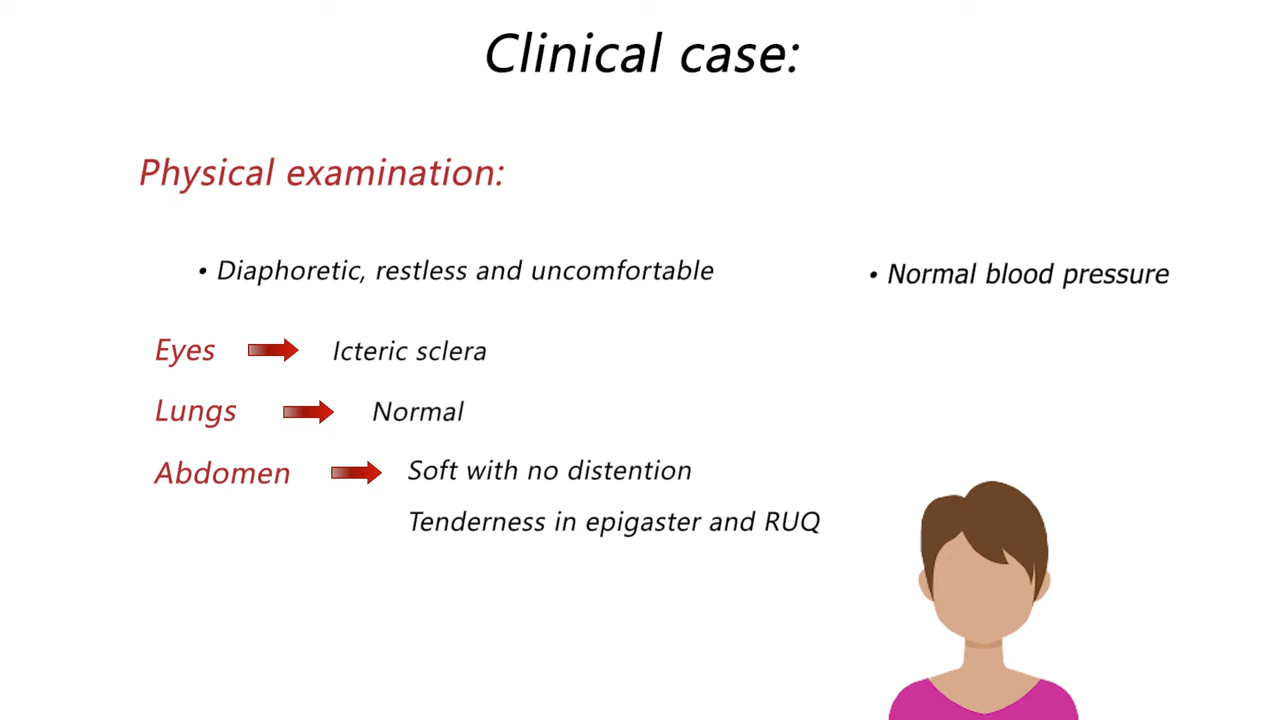 Clinical case:
Physical examination:
• Diaphoretic, restless and uncomfortable
• Normal blood pressure
Eyes
Icteric sclera
Lungs
Normal
Abdomen
Soft with no distention
Tenderness in epigaster and RUQ